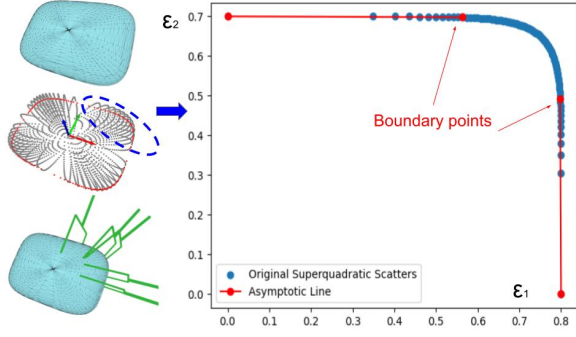 ε2
0.7
0.6
0.5
0.4
0.3
0.2
0.1
0.0
Boundary points
Original Superquadratic Scatters
Asymptotic Line
ε1
0.0 0.1 0.2 0.3 0.4 0.5 0.6 0.7 0.8